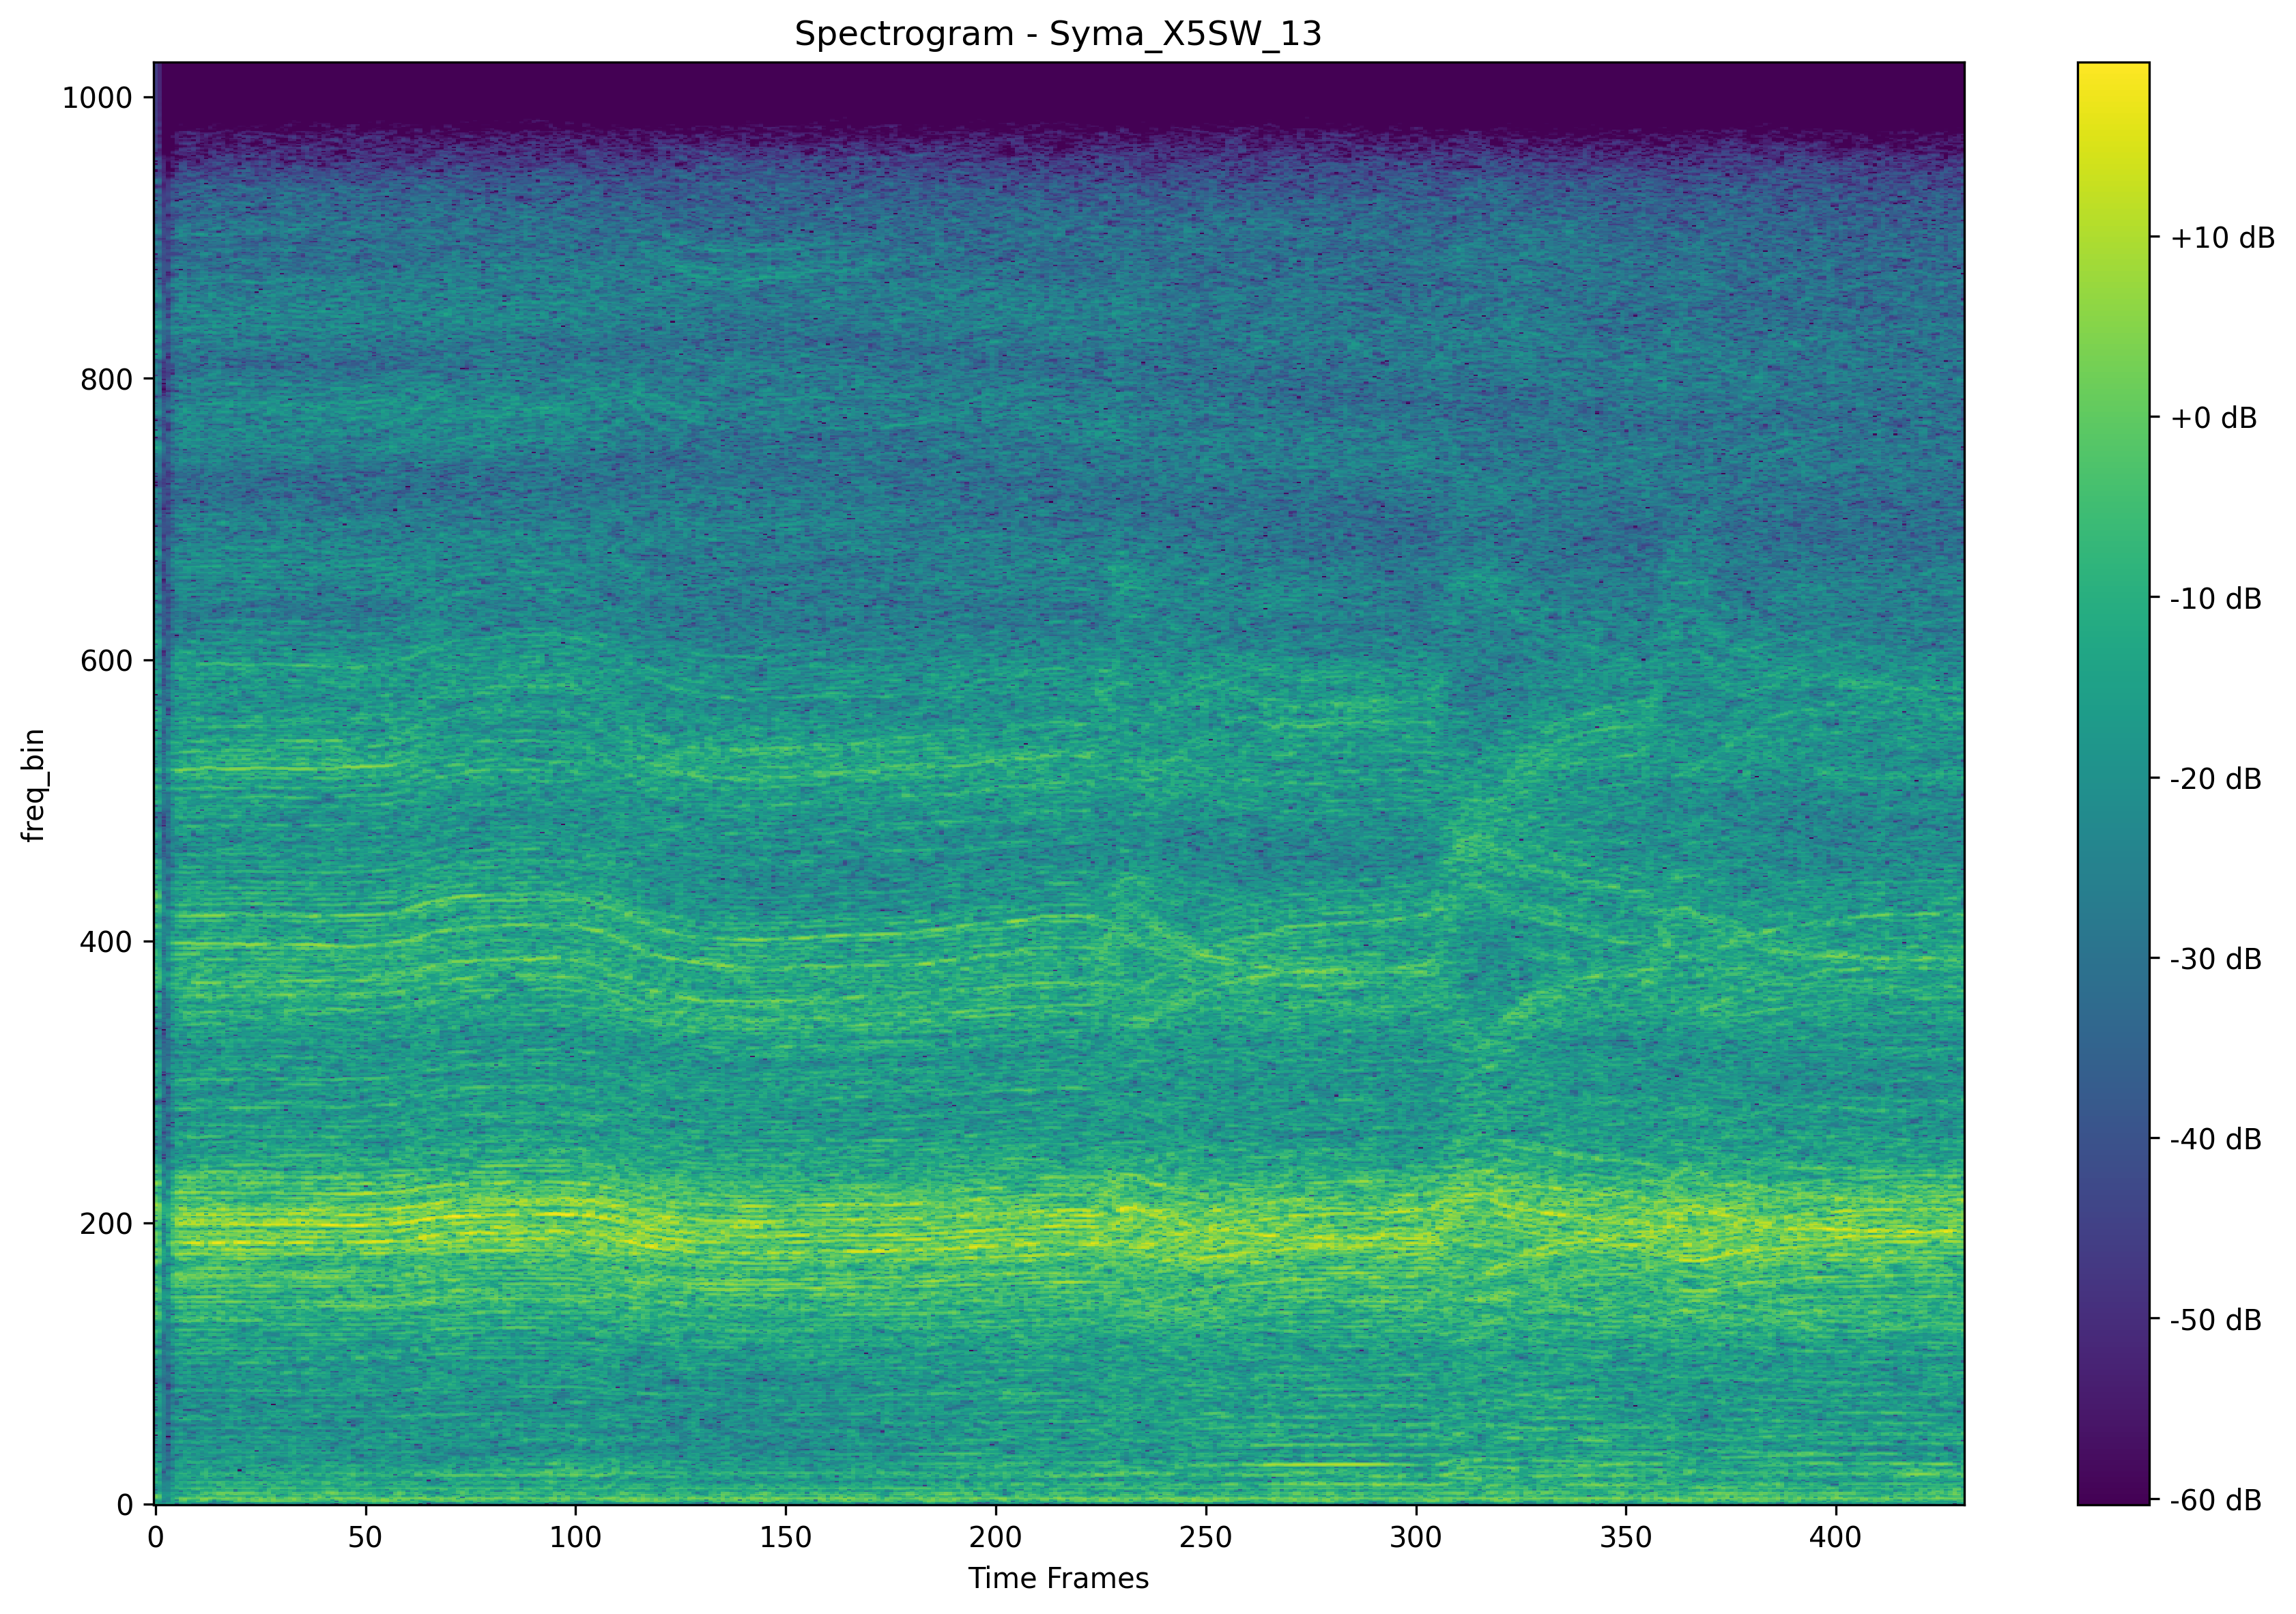 Spectrogram - Syma_X5SW_13
1000
800
600
400
200
0
freq_bin
0 50 100 150 200 250 300 350 400
Time Frames
+10 dB
+0 dB
-10 dB
-20 dB
-30 dB
-40 dB
-50 dB
-60 dB